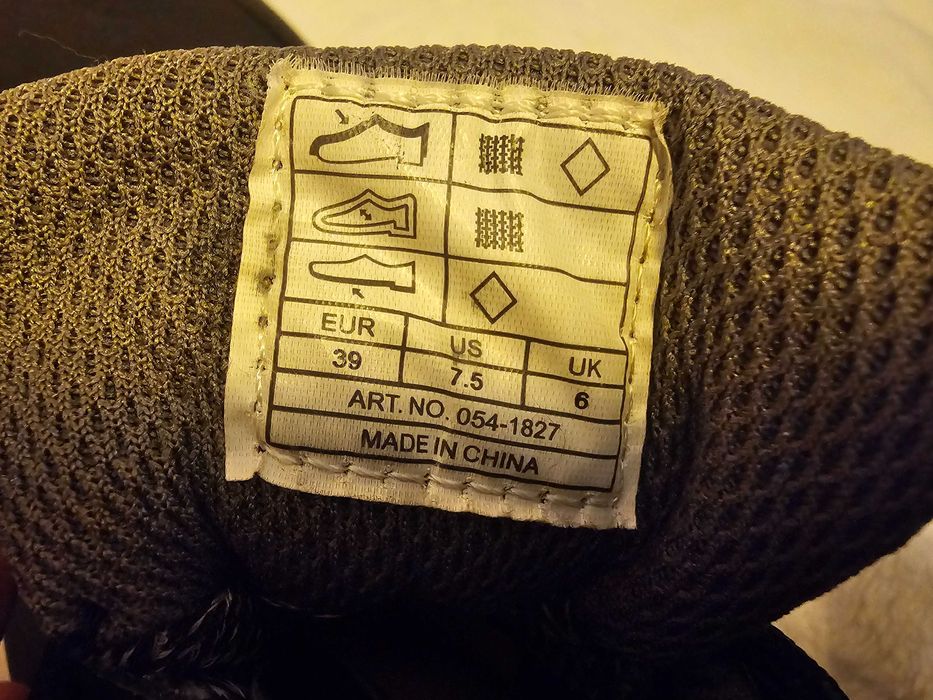 EUR US UK
39 7.5 6
ART. NO. 054-1827
MADE IN CHINA